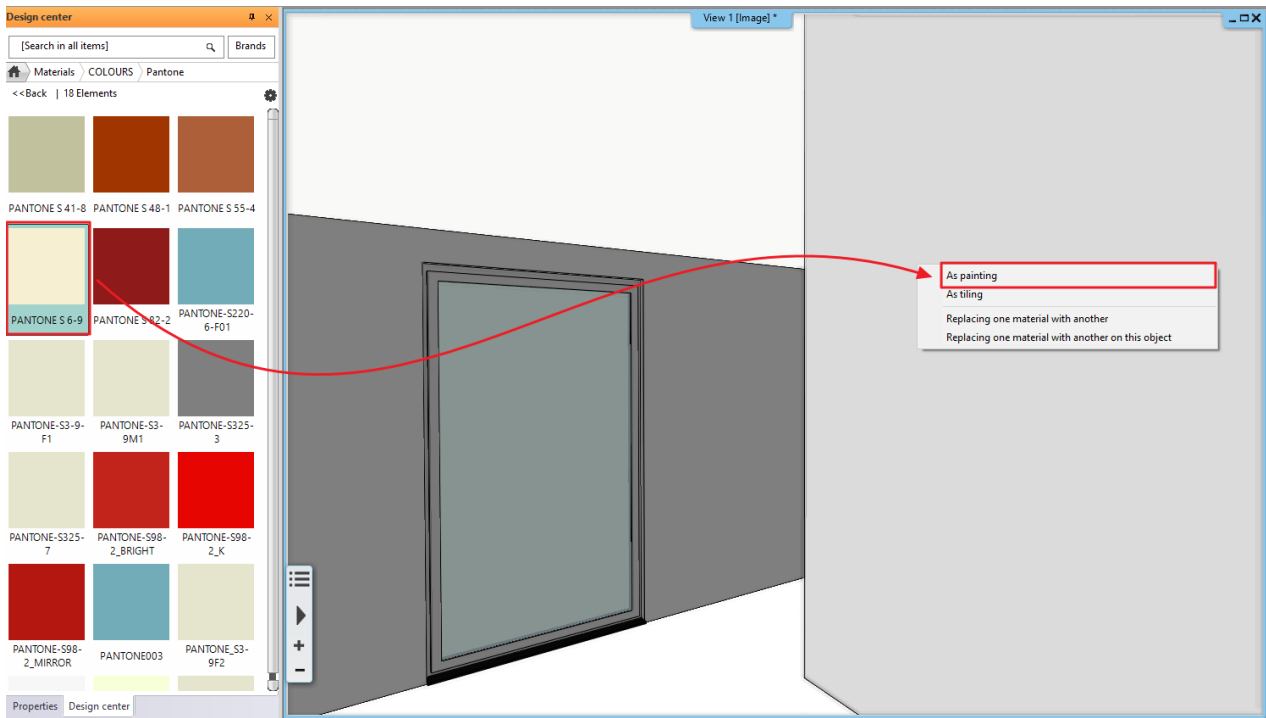 Design center
View 1 [Image] *
[Search in all items]
Brands
Materials
COLOURS
Pantone
<<Back | 18 Elements
PANTONE S 41-8
PANTONE S 48-1
PANTONE S 55-4
PANTONE S 6-9
PANTONE S 82-2
PANTONE-S220-
6-F01
PANTONE-S3-9-
F1
PANTONE-S3-
9M1
PANTONE-S325-
3
PANTONE-S325-
7
PANTONE-S98-
2_BRIGHT
PANTONE-S98-
2_K
PANTONE-S98-
2_MIRROR
PANTONE003
PANTONE_S3-
9F2
Properties
Design center
As painting
As tiling
Replacing one material with another
Replacing one material with another on this object